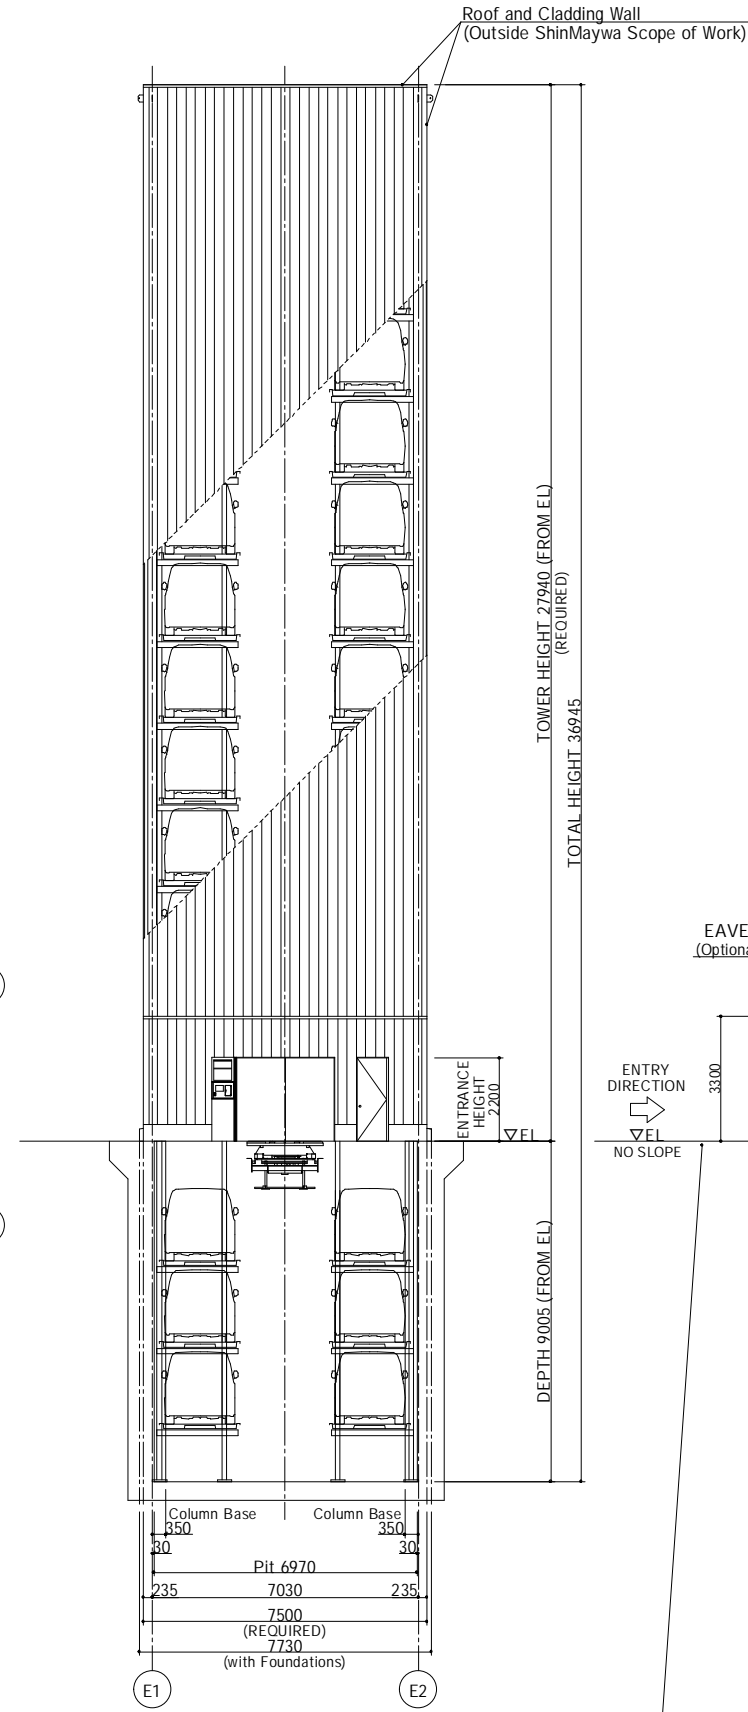 Roof and Cladding Wall
(Outside ShinMaywa Scope of Work)
TOWER HEIGHT 27940 (FROM EL)
(REQUIRED)
TOTAL HEIGHT 36945
EAVE
(Optiona
3300
ENTRY
DIRECTION
ENTRANCE
HEIGHT
2200
▽EL
▽EL
NO SLOPE
DEPTH 9005 (FROM EL)
Column Base
Column Base
350
350
30
30
Pit 6970
235
7030
235
7500
(REQUIRED)
7730
(with Foundations)
E1
E2